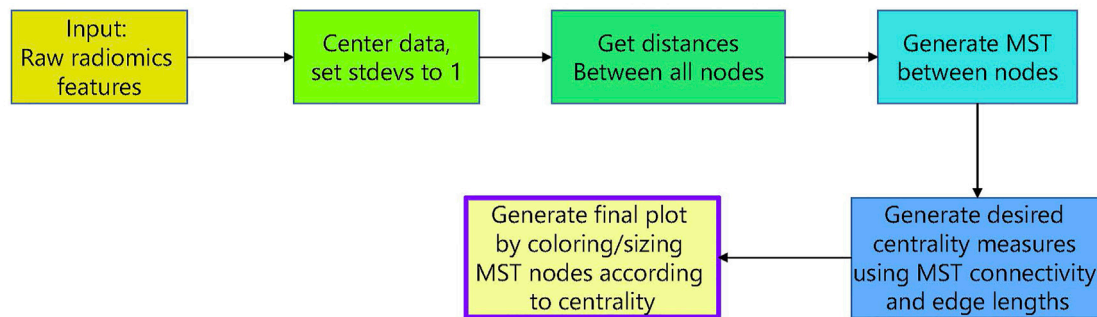 Input:
Raw radiomics
features
Center data,
set stdevs to 1
Get distances
Between all nodes
Generate MST
between nodes
Generate desired
centrality measures
using MST connectivity
and edge lengths
Generate final plot
by coloring/sizing
MST nodes according
to centrality